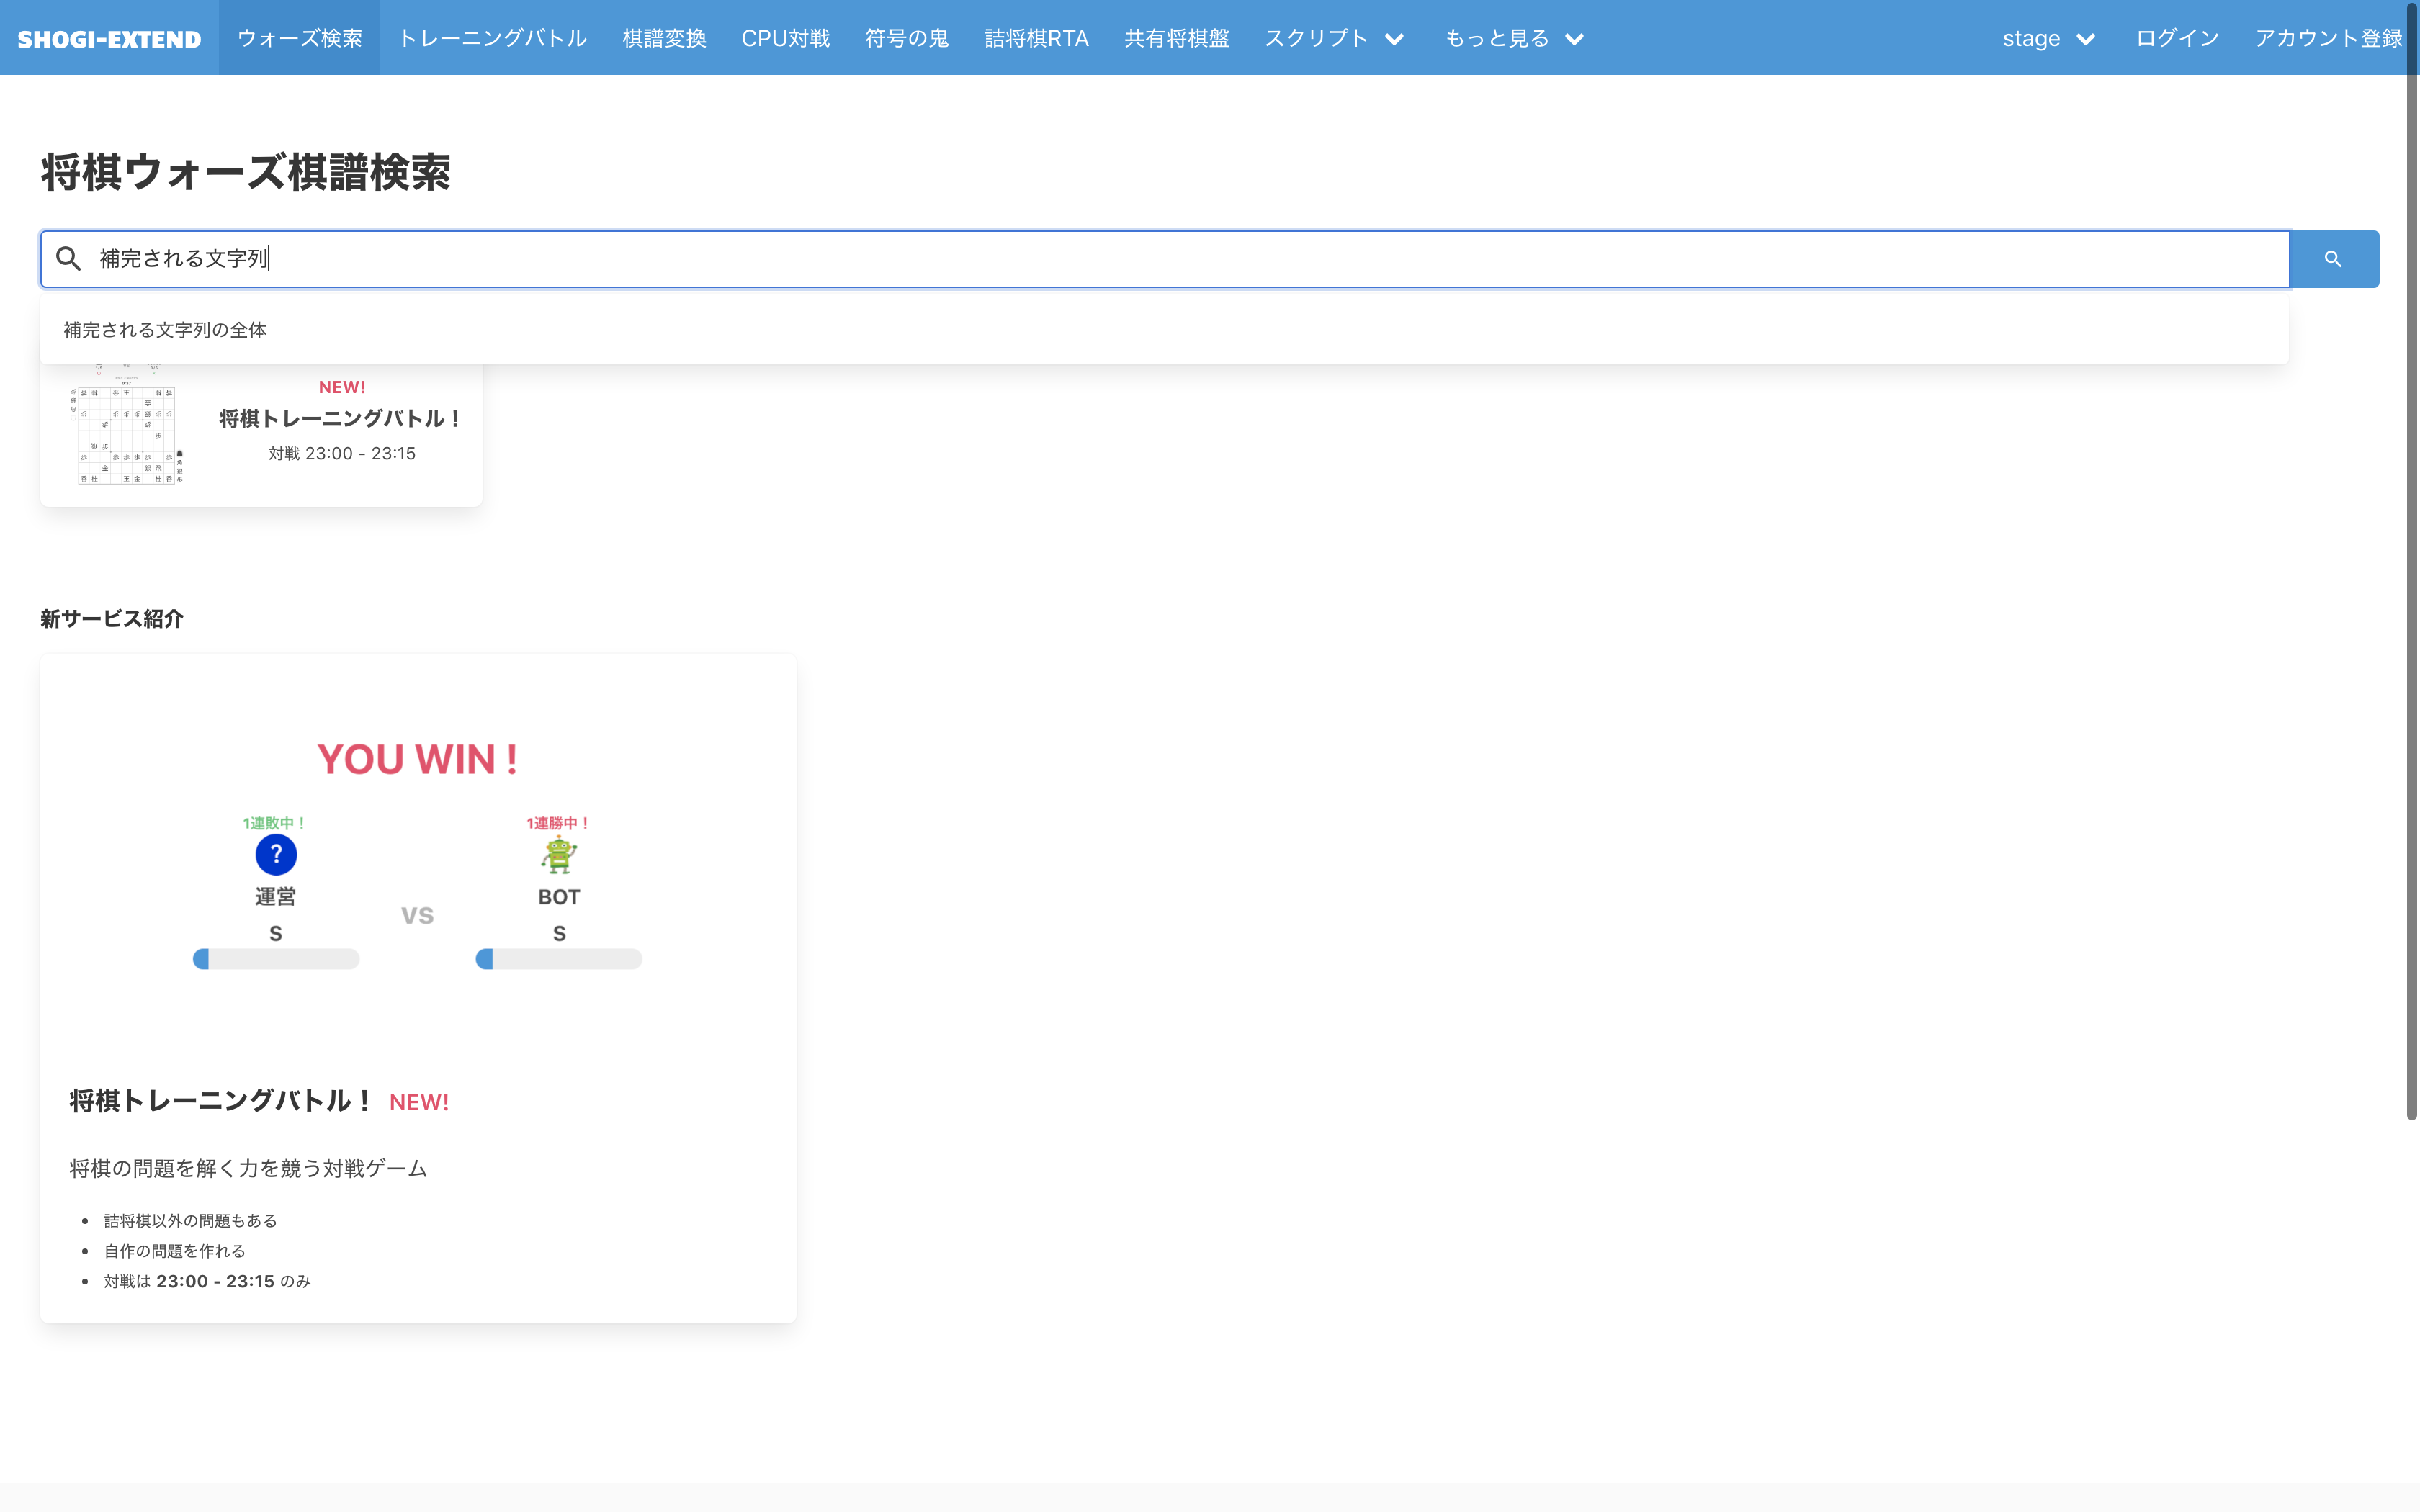 SHOGI-EXTEND ウォーズ検索 トレーニングバトル 棋譜変換 CPU対戦 符号の鬼 詰将棋RTA 共有将棋盤 スクリプト もっと見る stage ログイン アカウント登録
将棋ウォーズ棋譜検索
補完される文字列
補完される文字列の全体
NEW!
将棋トレーニングバトル！
対戦 23:00 - 23:15
新サービス紹介
YOU WIN !
1連敗中！ 1連勝中！
?
運営 BOT
vs
S S
将棋トレーニングバトル！ NEW!
将棋の問題を解く力を競う対戦ゲーム
詰将棋以外の問題もある
自作の問題を作れる
対戦は 23:00 - 23:15 のみ